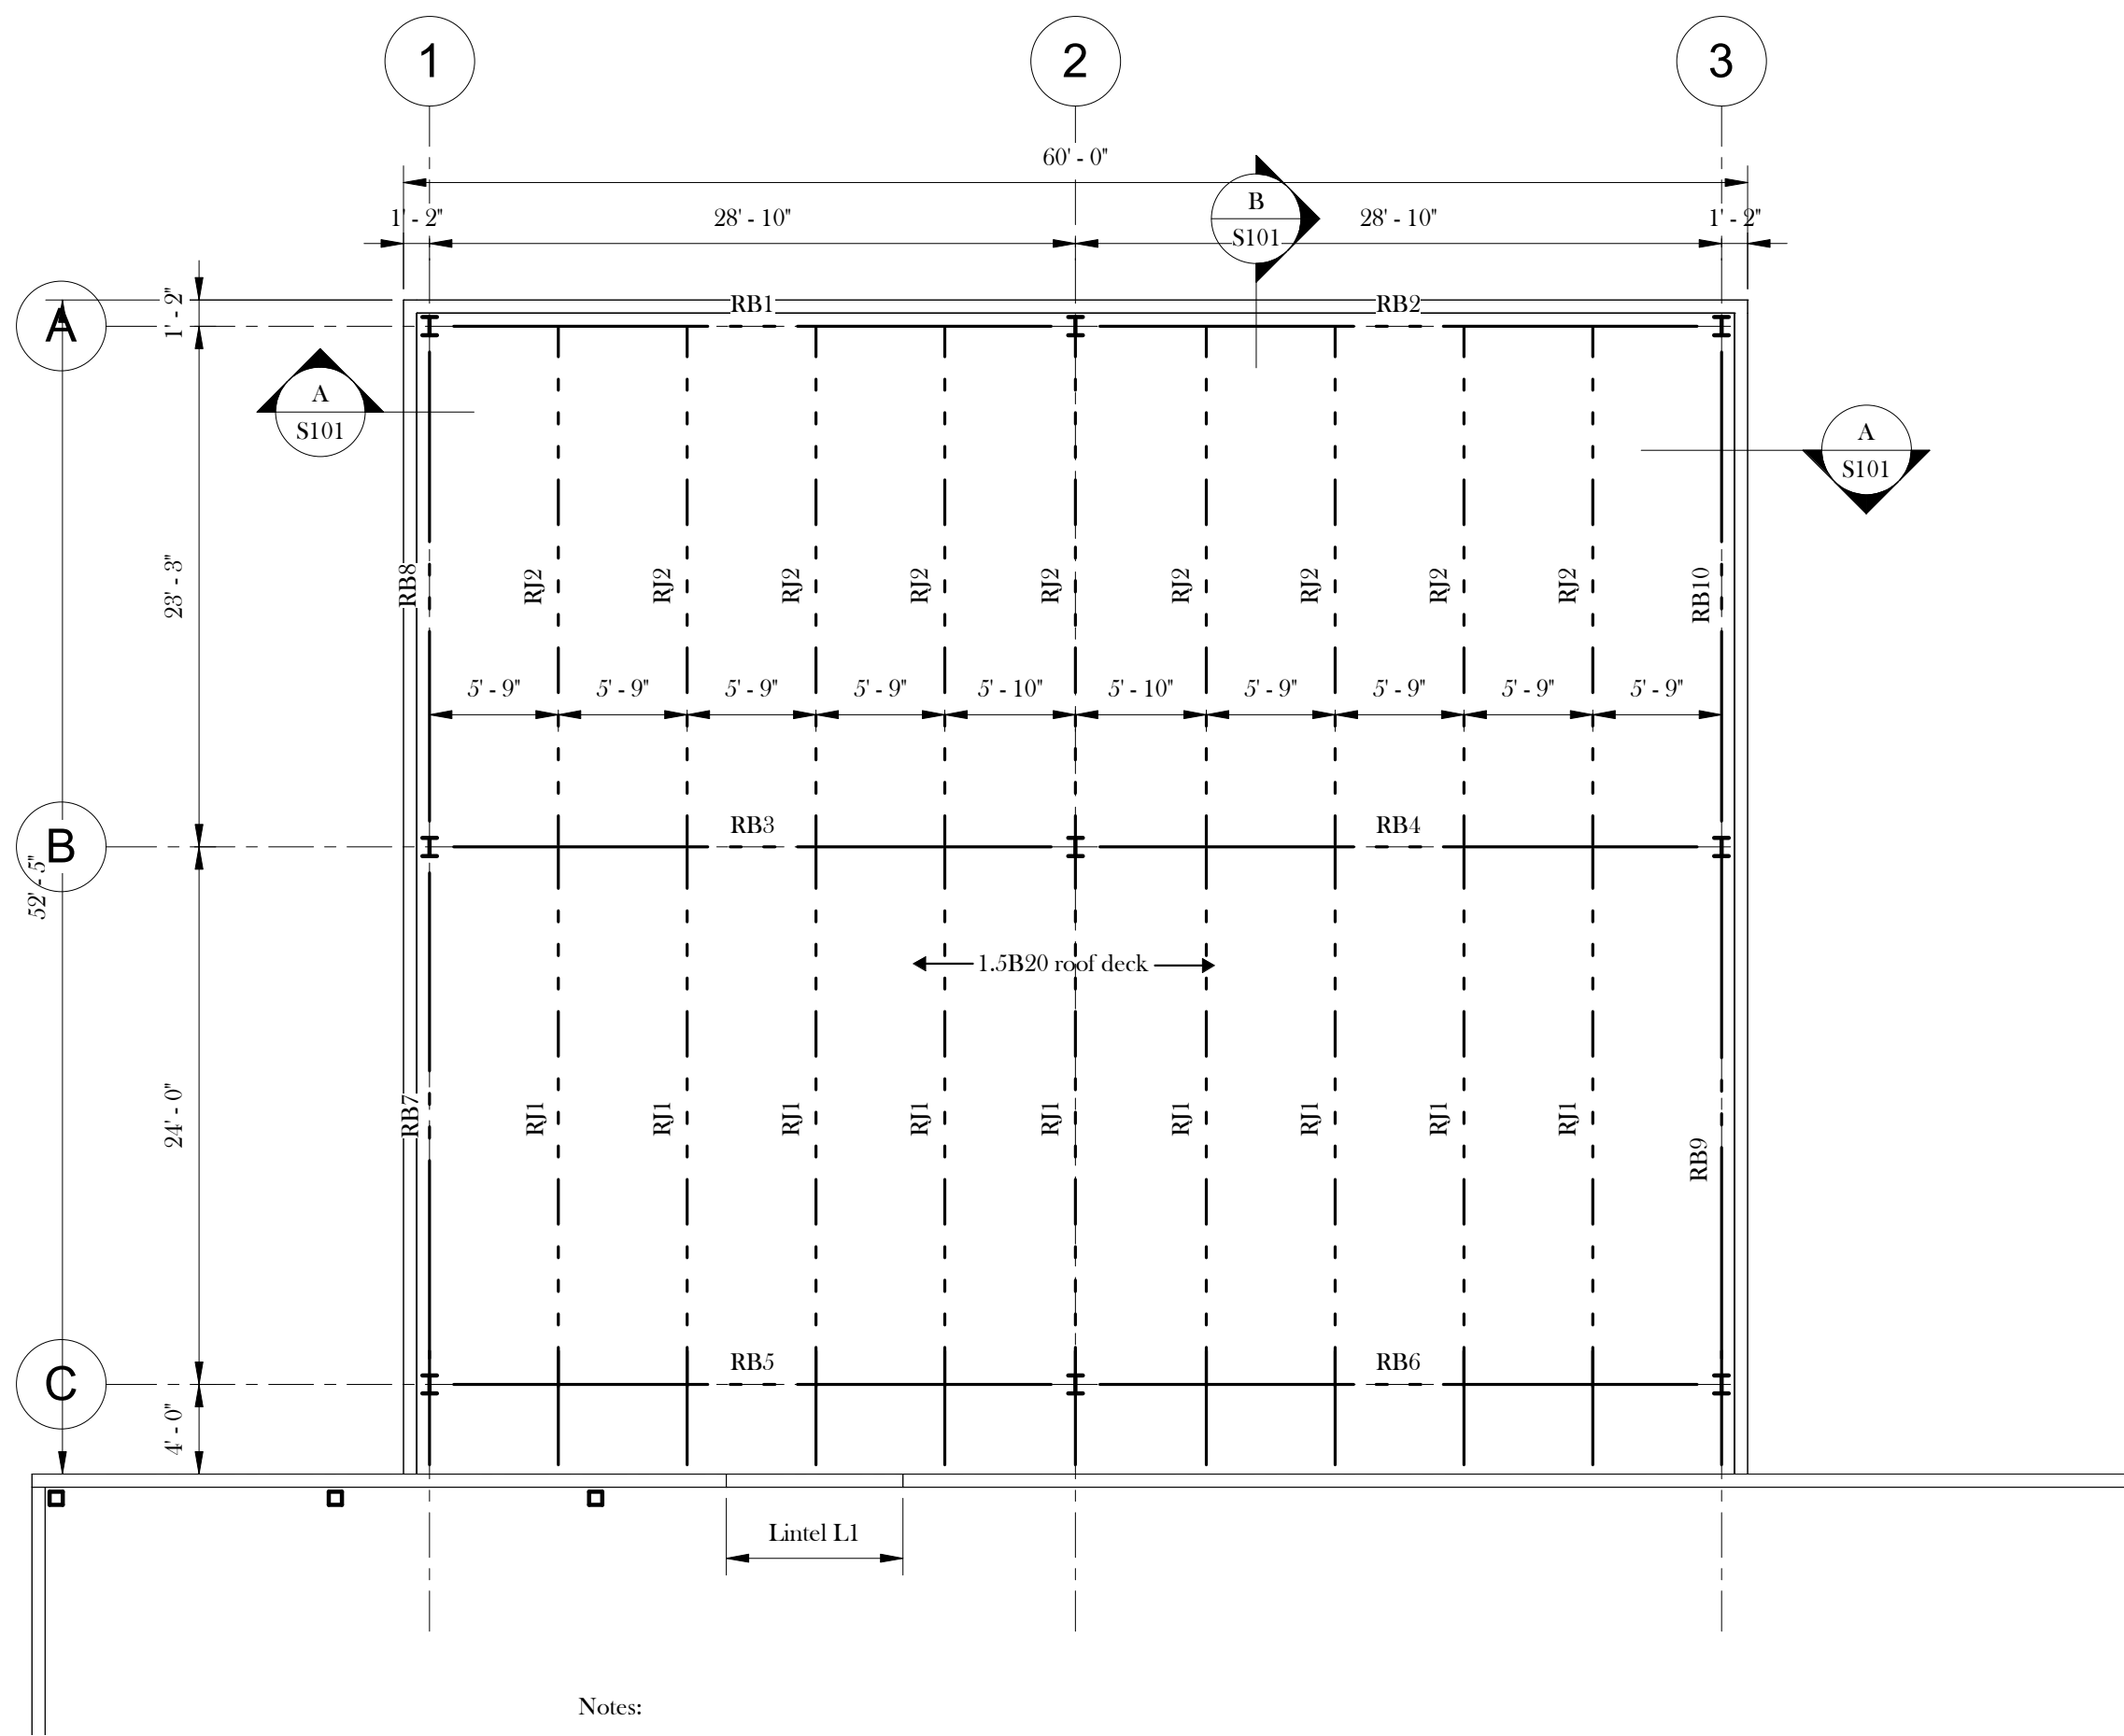 1
2
3
60' - 0"
1' - 2"
28' - 10"
B
S101
28' - 10"
1' - 2"
A
1' - 2"
RB1
RB2
A
S101
A
S101
23' - 3"
RB8
RJ2
RJ2
RJ2
RJ2
RJ2
RJ2
RJ2
RJ2
RJ2
RB10
5' - 9"
5' - 9"
5' - 9"
5' - 9"
5' - 10"
5' - 10"
5' - 9"
5' - 9"
5' - 9"
5' - 9"
B
52' - 5"
RB3
RB4
1.5B20 roof deck
24' - 0"
RB7
RJ1
RJ1
RJ1
RJ1
RJ1
RJ1
RJ1
RJ1
RJ1
RB9
C
RB5
RB6
4' - 0"
Lintel L1
Notes: